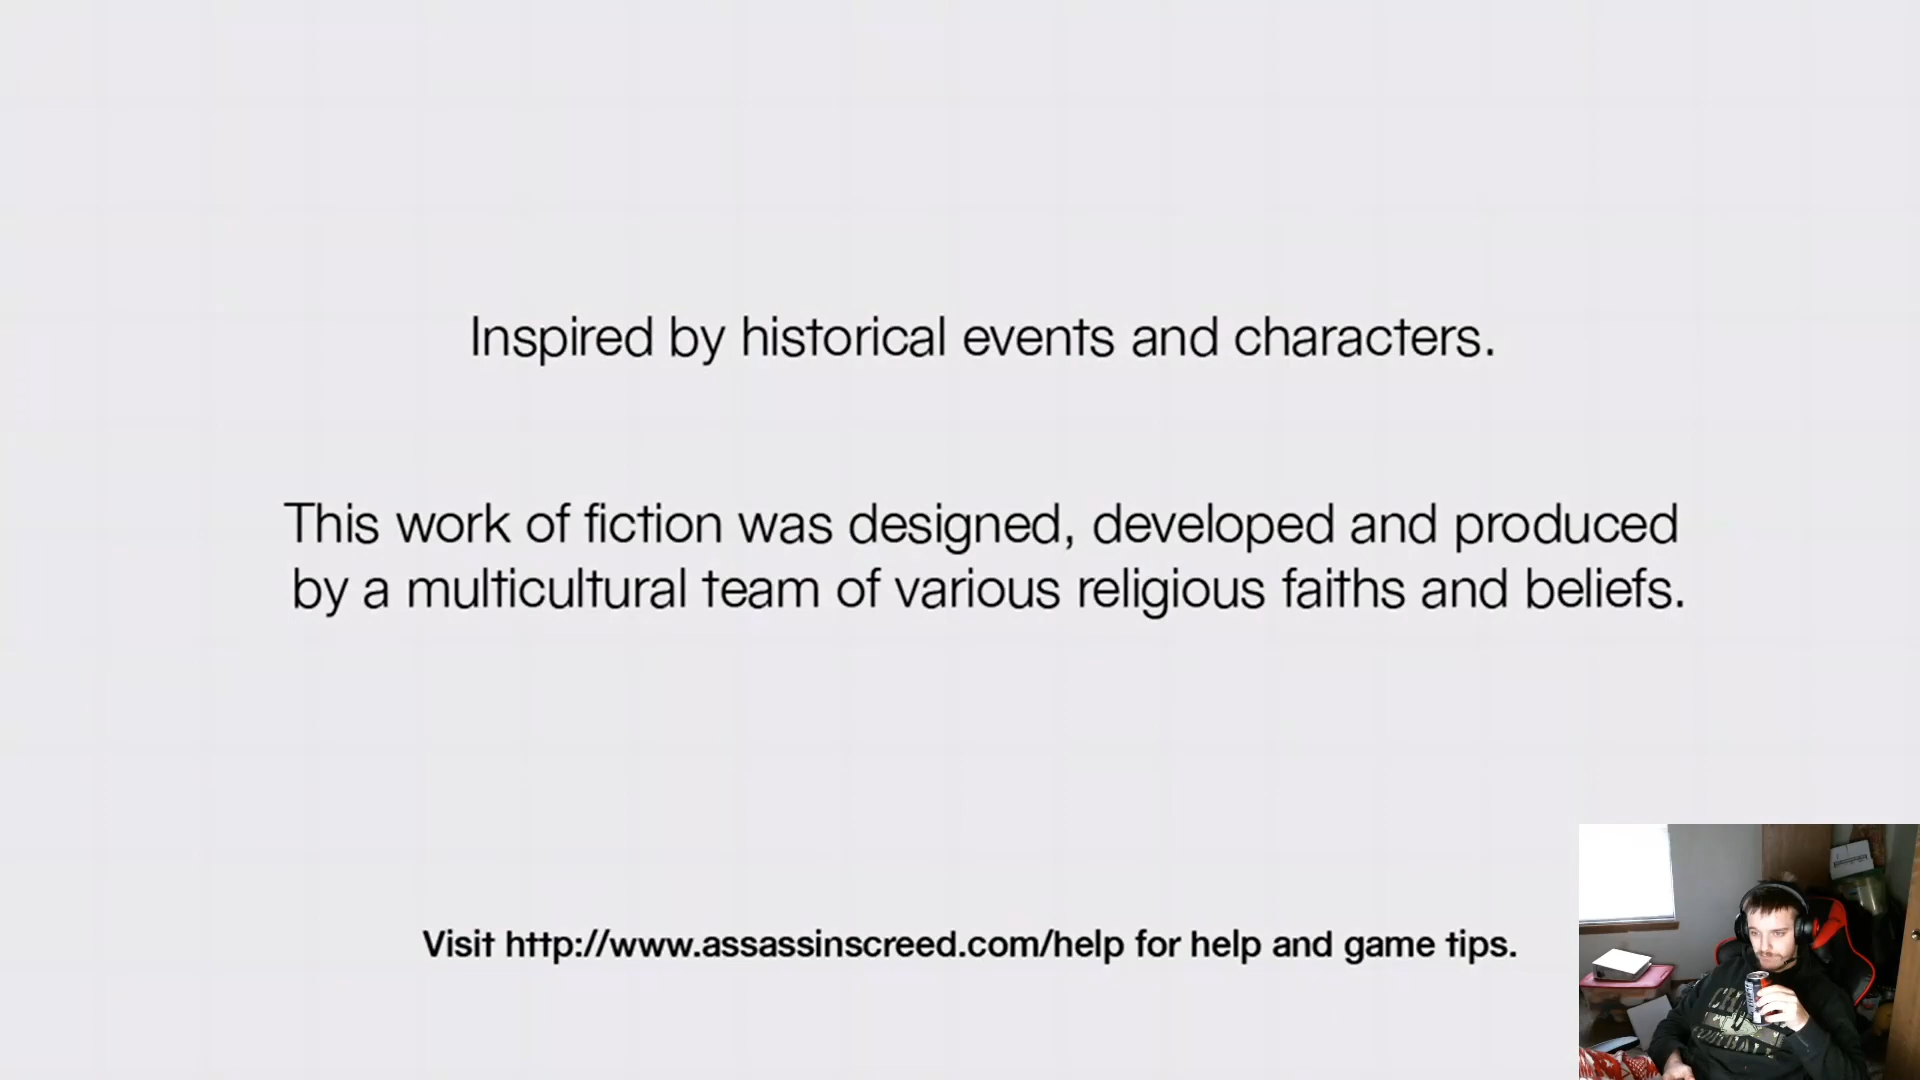 Inspired by historical events and characters.
This work of fiction was designed, developed and produced
by a multicultural team of various religious faiths and beliefs.
Visit http://www.assassinscreed.com/help for help and game tips.